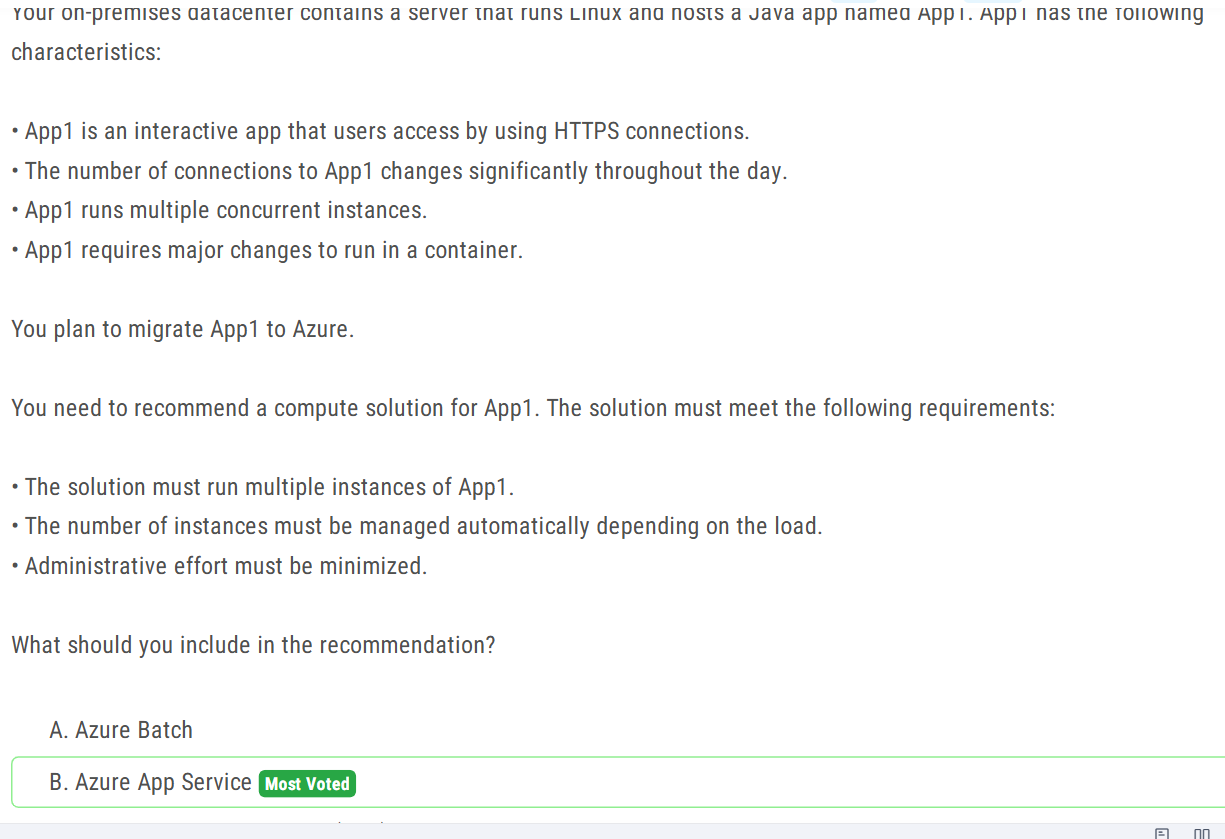 Your on-premises datacenter contains a server that runs Linux and hosts a Java app named App1. App1 has the following
characteristics:
• App1 is an interactive app that users access by using HTTPS connections.
• The number of connections to App1 changes significantly throughout the day.
• App1 runs multiple concurrent instances.
• App1 requires major changes to run in a container.
You plan to migrate App1 to Azure.
You need to recommend a compute solution for App1. The solution must meet the following requirements:
• The solution must run multiple instances of App1.
• The number of instances must be managed automatically depending on the load.
• Administrative effort must be minimized.
What should you include in the recommendation?
A. Azure Batch
B. Azure App Service Most Voted